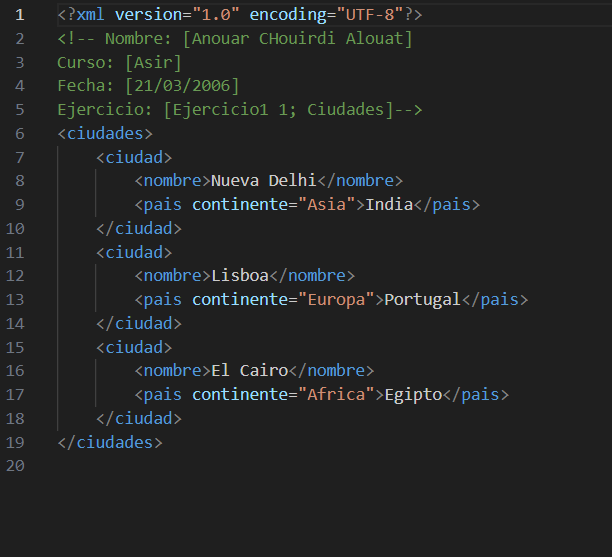 1 <?xml version="1.0" encoding="UTF-8"?>
2 <!-- Nombre: [Anouar CHouirdi Alouat]
3 Curso: [Asir]
4 Fecha: [21/03/2006]
5 Ejercicio: [Ejercicio1 1; Ciudades]-->
6 <ciudades>
7     <ciudad>
8         <nombre>Nueva Delhi</nombre>
9         <pais continente="Asia">India</pais>
10     </ciudad>
11     <ciudad>
12         <nombre>Lisboa</nombre>
13         <pais continente="Europa">Portugal</pais>
14     </ciudad>
15     <ciudad>
16         <nombre>El Cairo</nombre>
17         <pais continente="Africa">Egipto</pais>
18     </ciudad>
19 </ciudades>
20